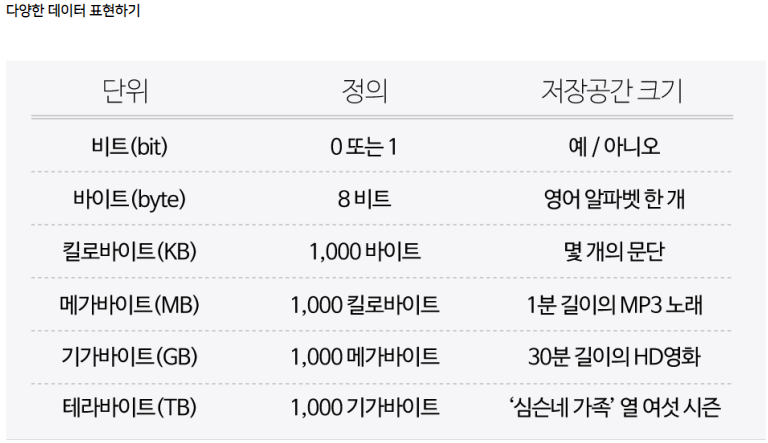 다양한 데이터 표현하기
단위 정의 저장공간 크기
비트(bit) 0 또는 1 예 / 아니오
바이트(byte) 8 비트 영어 알파벳 한 개
킬로바이트(KB) 1,000 바이트 몇 개의 문단
메가바이트(MB) 1,000 킬로바이트 1분 길이의 MP3 노래
기가바이트(GB) 1,000 메가바이트 30분 길이의 HD영화
테라바이트(TB) 1,000 기가바이트 ‘심슨네 가족’ 열 여섯 시즌